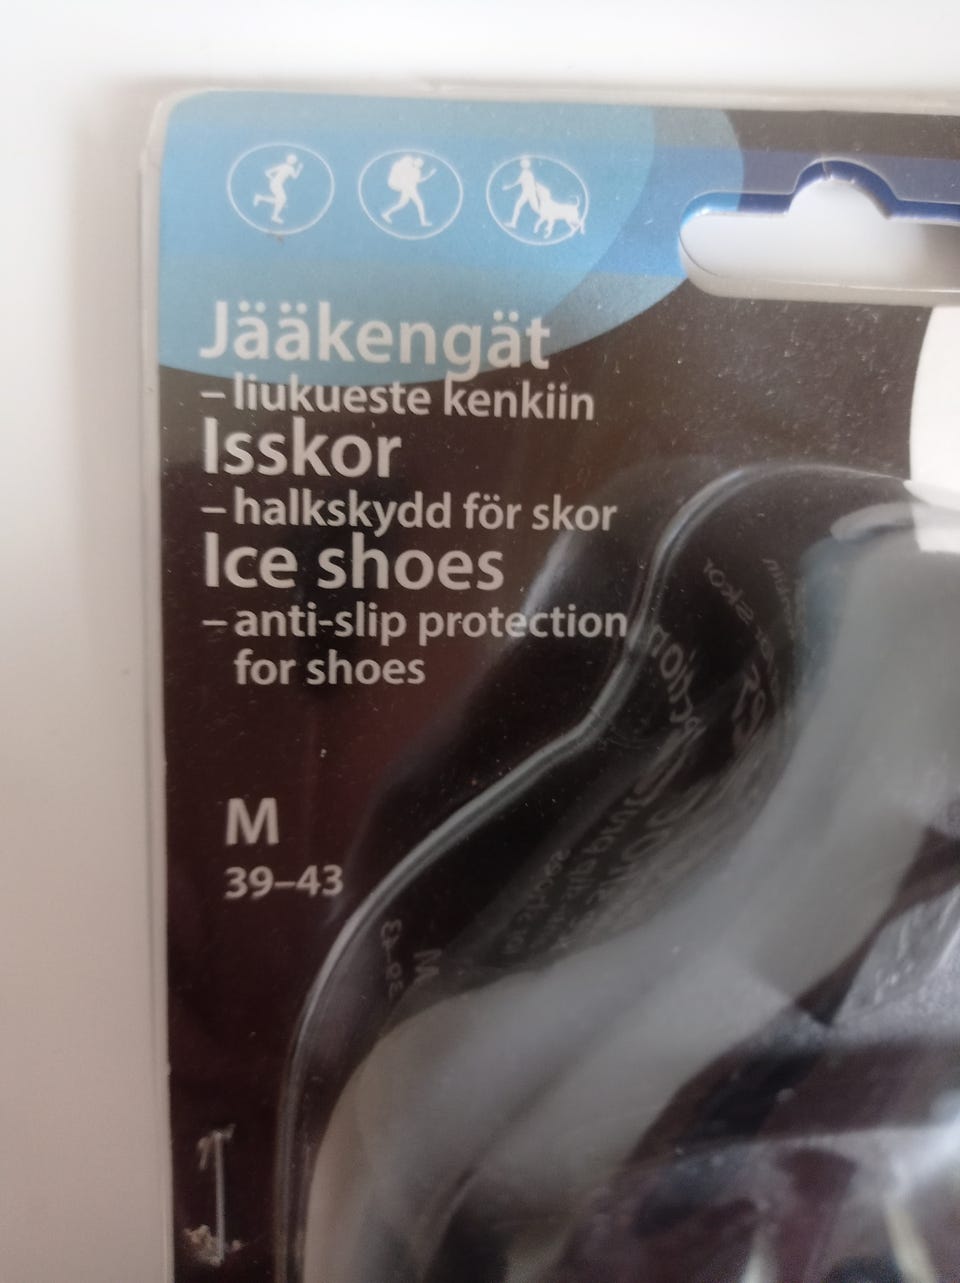 Jääkengät
– liukueste kenkiin
Isskor
– halkskydd för skor
Ice shoes
– anti-slip protection
for shoes
M
39–43